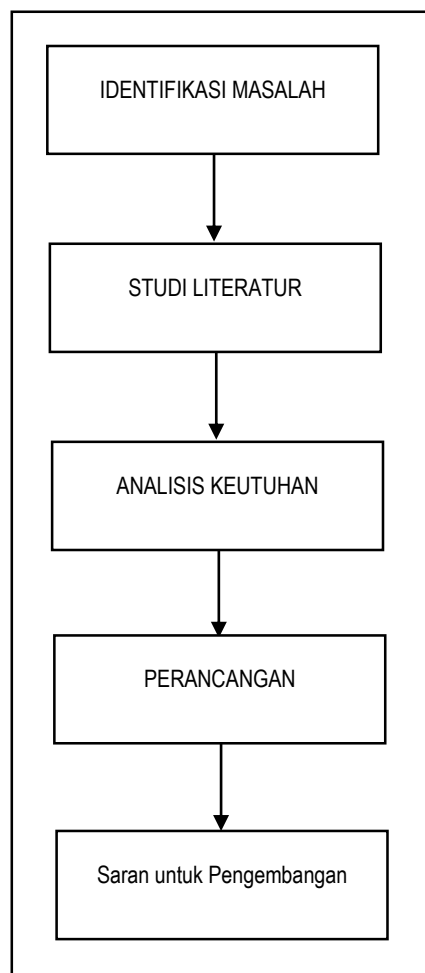 IDENTIFIKASI MASALAH
STUDI LITERATUR
ANALISIS KEUTUHAN
PERANCANGAN
Saran untuk Pengembangan